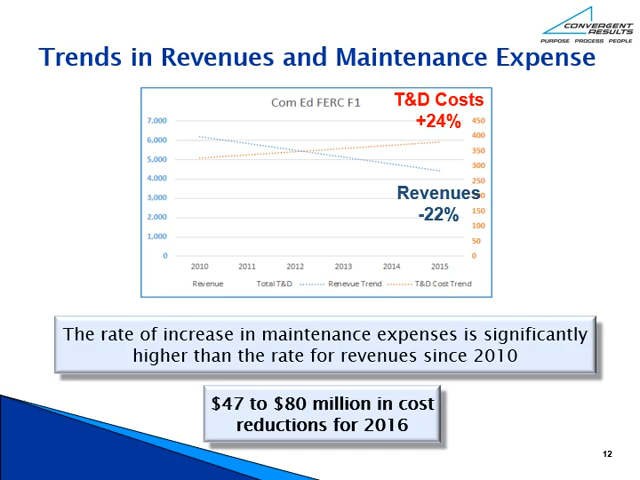 CONVERGENT
RESULTS
PURPOSE PROCESS PEOPLE
Trends in Revenues and Maintenance Expense
Com Ed FERC F1
T&D Costs
+24%
7,000
6,000
5,000
4,000
3,000
2,000
1,000
0
450
400
350
300
250
150
100
50
0
Revenues
-22%
2010 2011 2012 2013 2014 2015
Revenue Total T&D Renevue Trend T&D Cost Trend
The rate of increase in maintenance expenses is significantly
higher than the rate for revenues since 2010
$47 to $80 million in cost
reductions for 2016
12